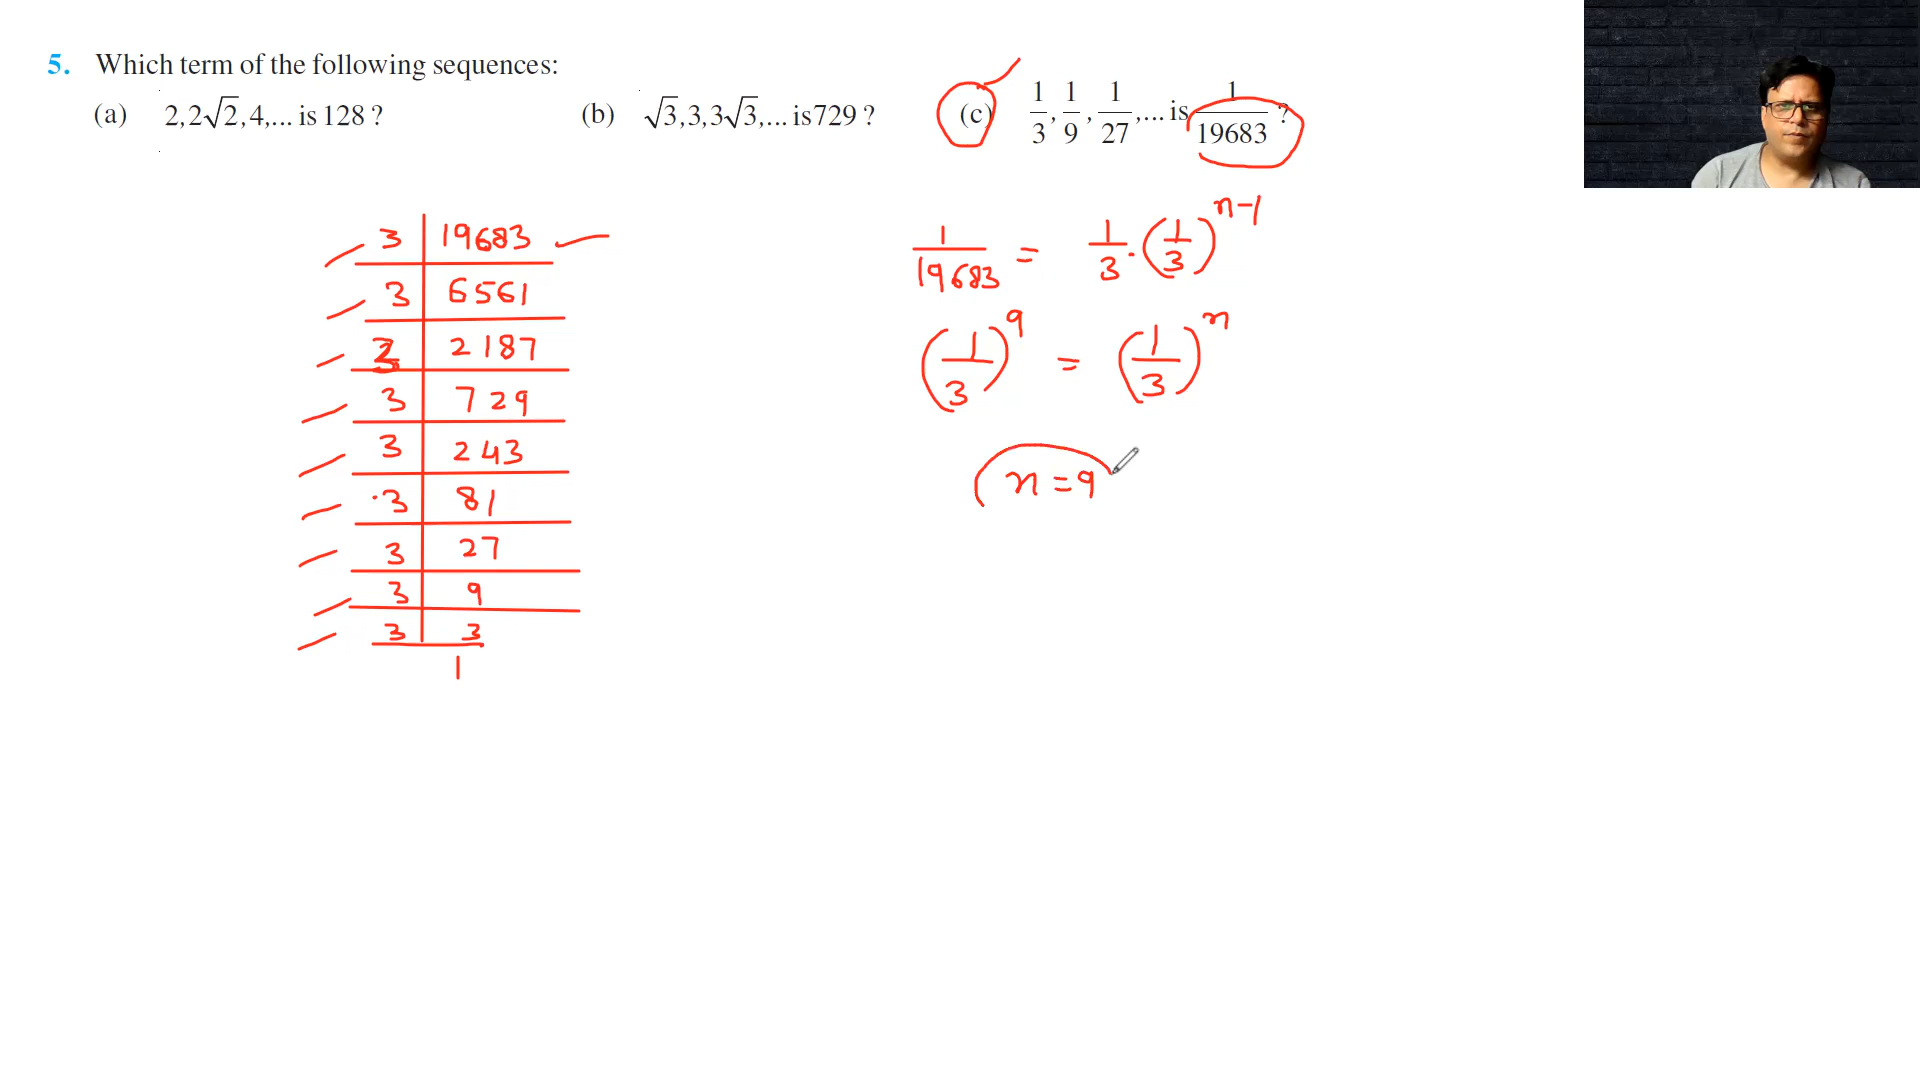 5. Which term of the following sequences:
(a) 2, 2√2, 4,... is 128 ? (b) √3, 3, 3√3,... is 729 ? (c) 1/3, 1/9, 1/27,... is 1/19683 ?
3 | 19683
3 | 6561
3 | 2187
3 | 729
3 | 243
3 | 81
3 | 27
3 | 9
3 | 3
1
1/19683 = 1/3 · (1/3)^(n-1)
(1/3)^9 = (1/3)^n
n = 9